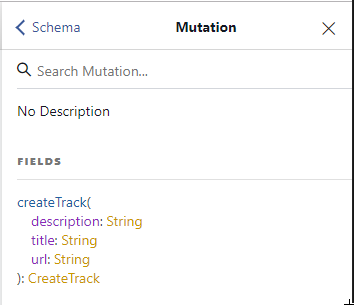 Schema
Mutation
Search Mutation...
No Description
FIELDS
createTrack(
description: String
title: String
url: String
): CreateTrack